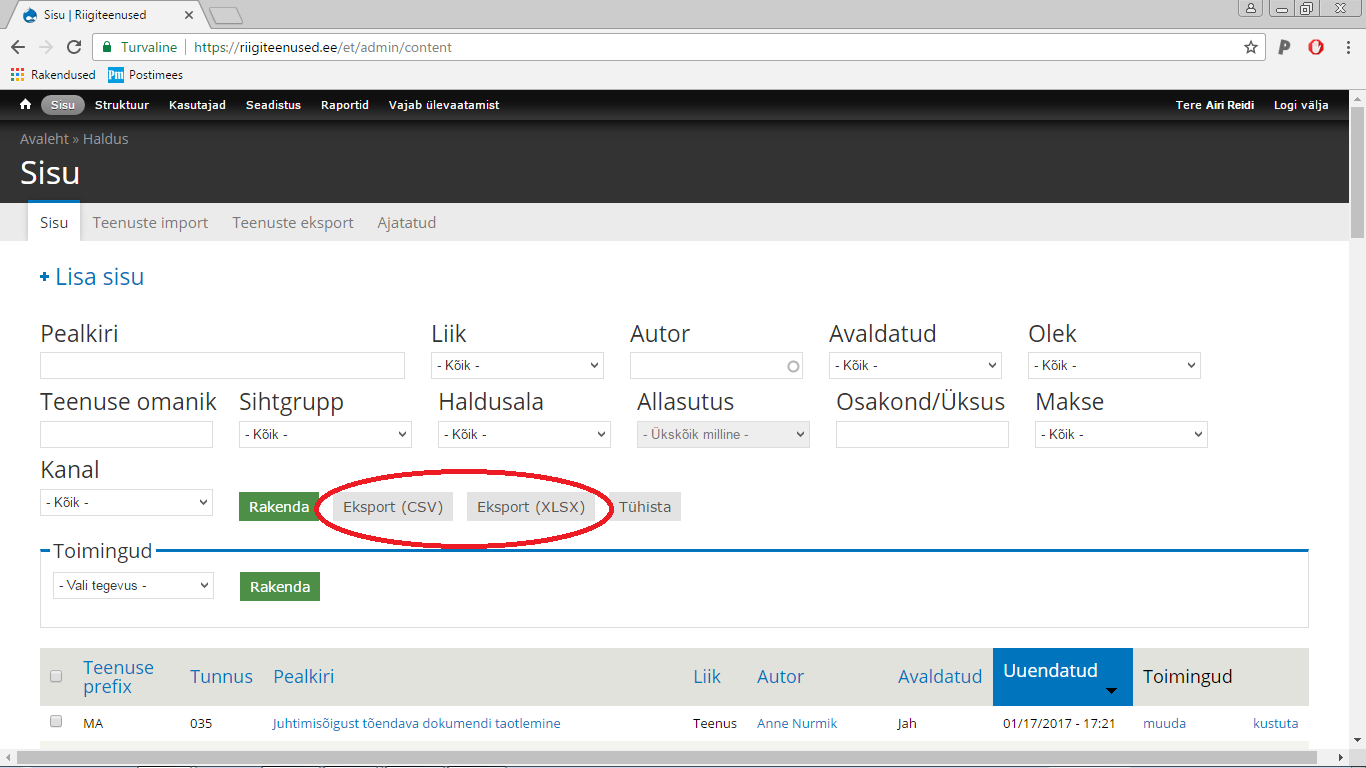 Sisu | Riigiteenused
Turvaline https://riigiteenused.ee/et/admin/content
Rakendused Postimees
Sisu Struktuur Kasutajad Seadistus Raportid Vajab ülevaatamist Tere Airi Reidi Logi välja
Avaleht » Haldus
Sisu
Sisu Teenuste import Teenuste eksport Ajatatud
+ Lisa sisu
Pealkiri Liik Autor Avaldatud Olek
- Kõik - - Kõik - - Kõik -
Teenuse omanik Sihtgrupp Haldusala Allasutus Osakond/Üksus Makse
- Kõik - - Kõik - - Ükskõik milline - - Kõik -
Kanal
- Kõik - Rakenda Eksport (CSV) Eksport (XLSX) Tühista
Toimingud
- Vali tegevus - Rakenda
Teenuse prefix Tunnus Pealkiri Liik Autor Avaldatud Uuendatud Toimingud
MA 035 Juhtimisõigust tõendava dokumendi taotlemine Teenus Anne Nurmik Jah 01/17/2017 - 17:21 muuda kustuta